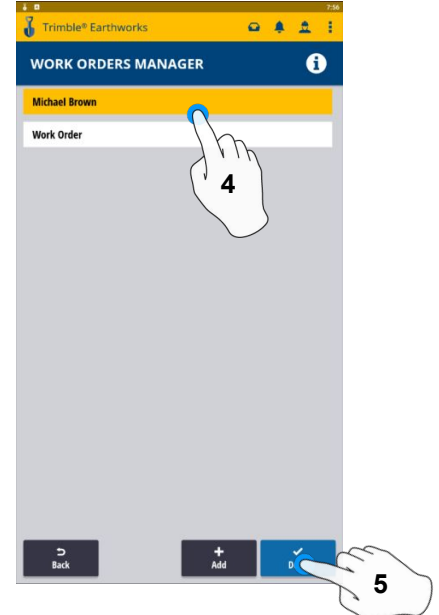 7:56
Trimble® Earthworks
WORK ORDERS MANAGER
Michael Brown
Work Order
4
Back
Add
5